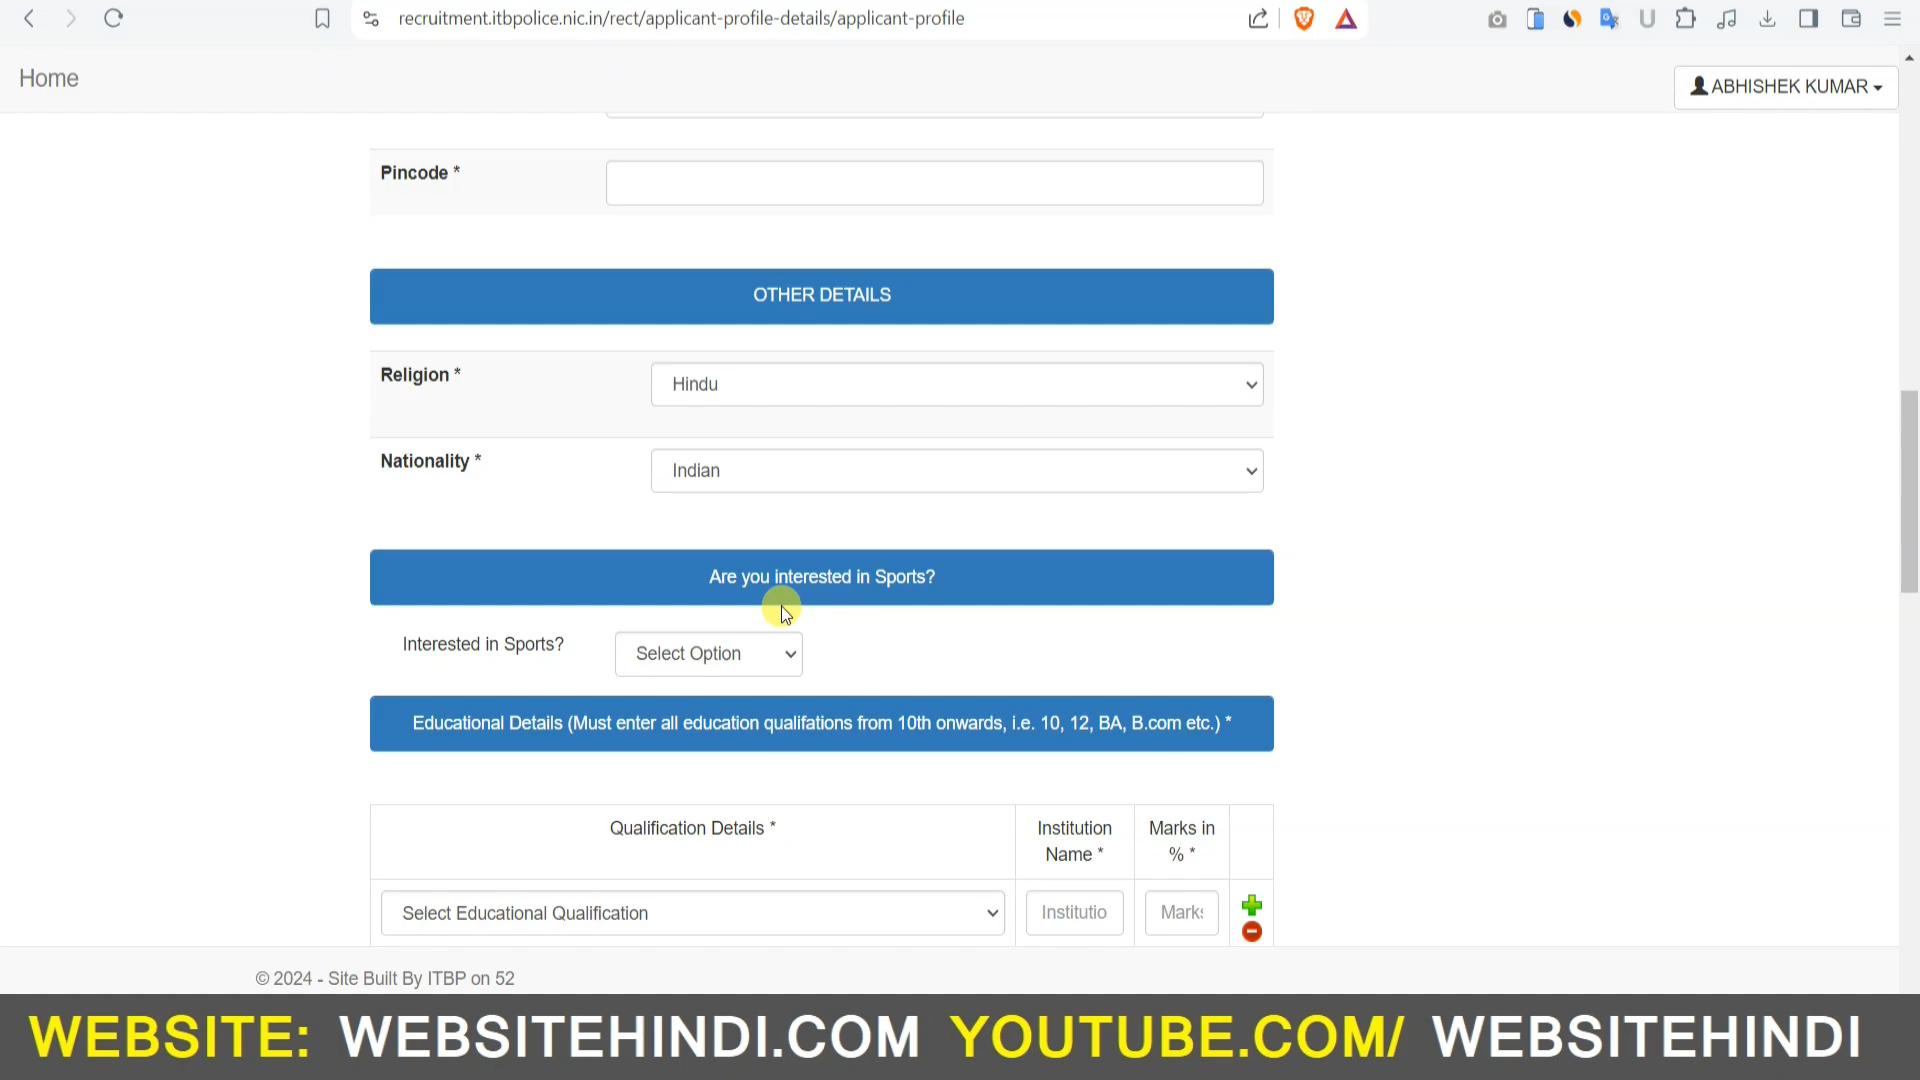 recruitment.itbpolice.nic.in/rect/applicant-profile-details/applicant-profile
Home
ABHISHEK KUMAR
Pincode *
OTHER DETAILS
Religion *
Hindu
Nationality *
Indian
Are you interested in Sports?
Interested in Sports?
Select Option
Educational Details (Must enter all education qualifations from 10th onwards, i.e. 10, 12, BA, B.com etc.) *
Qualification Details *
Institution
Name *
Marks in
% *
Select Educational Qualification
Institutio
Marks
© 2024 - Site Built By ITBP on 52
WEBSITE: WEBSITEHINDI.COM YOUTUBE.COM/ WEBSITEHINDI